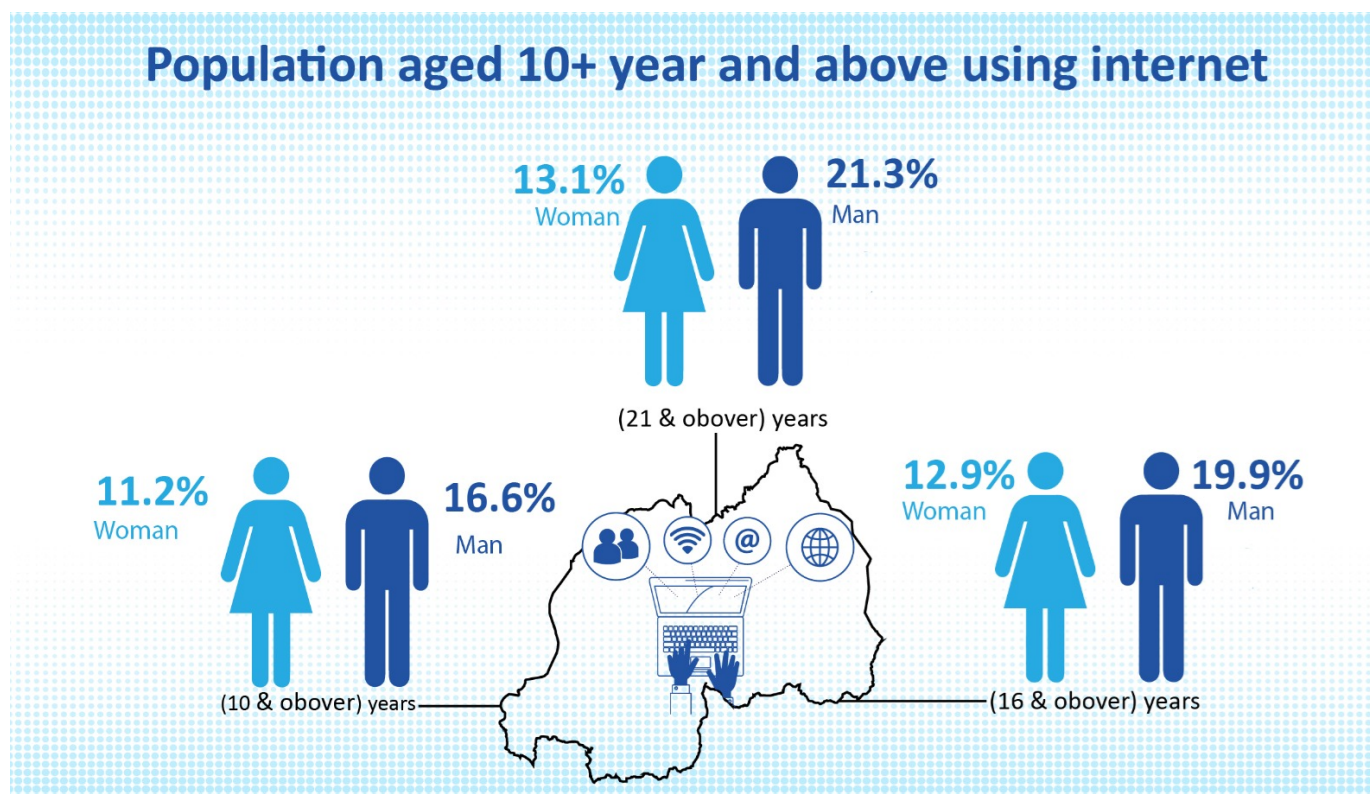 Population aged 10+ year and above using internet
13.1%
Woman
21.3%
Man
(21 & obover) years
11.2%
Woman
16.6%
Man
(10 & obover) years
12.9%
Woman
19.9%
Man
(16 & obover) years
@